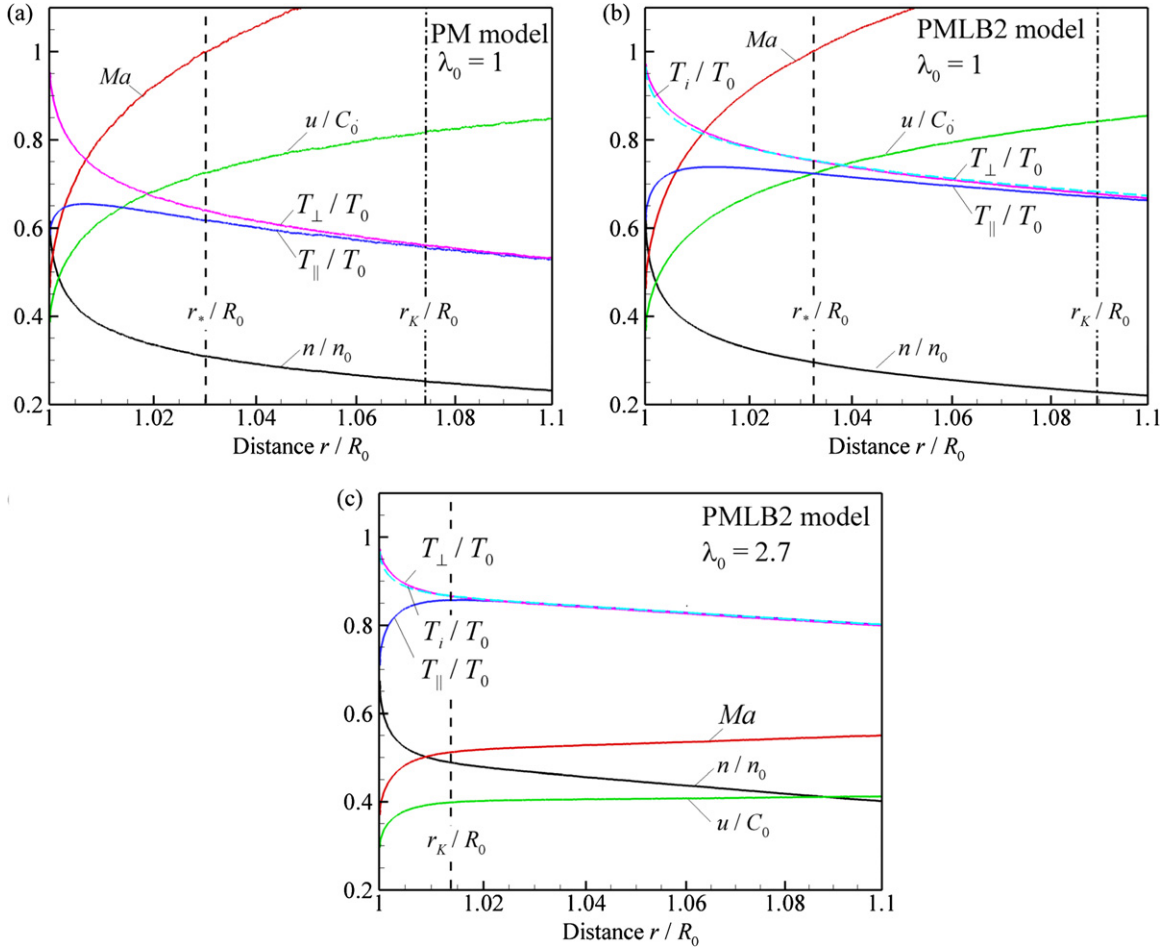 (a)
PM model
λ₀ = 1
1
0.8
0.6
0.4
0.2
Ma
u / C₀
T⊥ / T₀
T|| / T₀
r* / R₀
rK / R₀
n / n₀
1 1.02 1.04 1.06 1.08 1.1
Distance r / R₀
(b)
PMLB2 model
λ₀ = 1
1
0.8
0.6
0.4
0.2
Ma
Ti / T₀
u / C₀
T⊥ / T₀
T|| / T₀
r* / R₀
rK / R₀
n / n₀
1 1.02 1.04 1.06 1.08 1.1
Distance r / R₀
(c)
PMLB2 model
λ₀ = 2.7
1
0.8
0.6
0.4
0.2
T⊥ / T₀
Ti / T₀
T|| / T₀
Ma
n / n₀
u / C₀
rK / R₀
1 1.02 1.04 1.06 1.08 1.1
Distance r / R₀